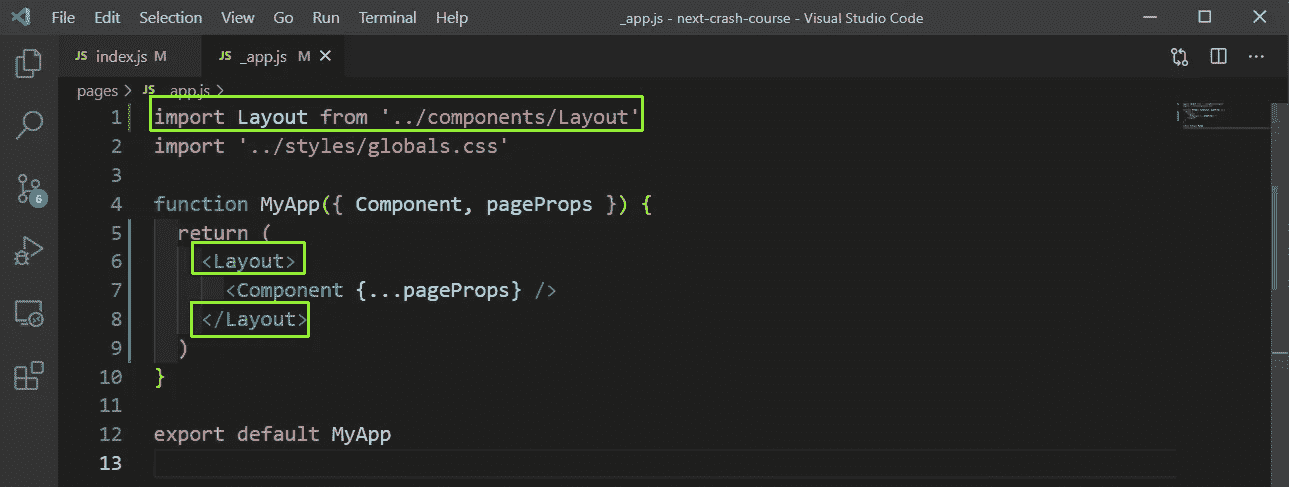 File Edit Selection View Go Run Terminal Help _app.js - next-crash-course - Visual Studio Code
JS index.js M JS _app.js M
pages > JS _app.js >
1 import Layout from '../components/Layout'
2 import '../styles/globals.css'
3
4 function MyApp({ Component, pageProps }) {
5 return (
6 <Layout>
7 <Component {...pageProps} />
8 </Layout>
9 )
10 }
11
12 export default MyApp
13
6